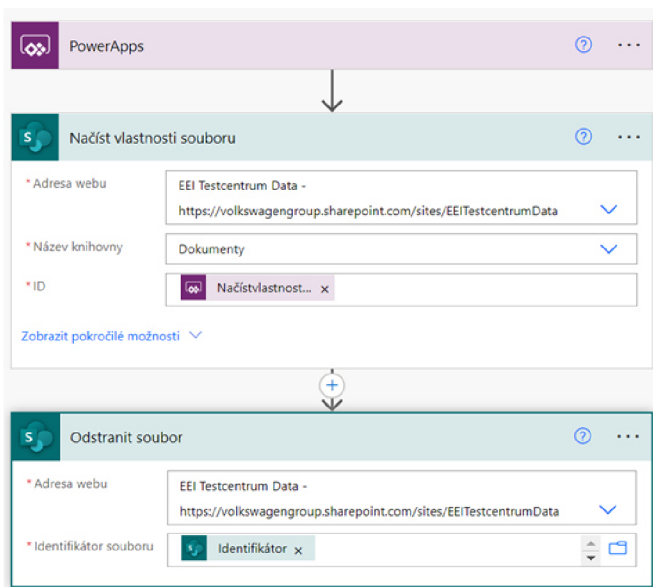 PowerApps
Načíst vlastnosti souboru
* Adresa webu
EEI Testcentrum Data -
https://volkswagengroup.sharepoint.com/sites/EEITestcentrumData
* Název knihovny
Dokumenty
* ID
Načístvlastnost... x
Zobrazit pokročilé možnosti
Odstranit soubor
* Adresa webu
EEI Testcentrum Data -
https://volkswagengroup.sharepoint.com/sites/EEITestcentrumData
* Identifikátor souboru
Identifikátor x